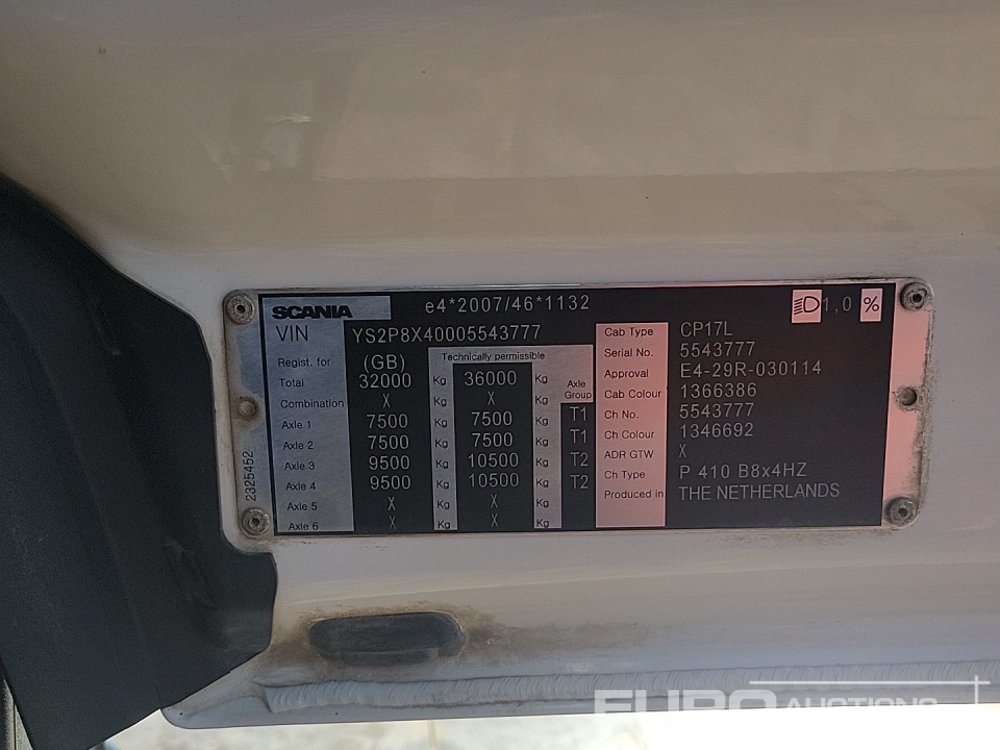 SCANIA e4*2007/46*1132 1,0 %
VIN YS2P8X40005543777
Technically permissible
Regist. for (GB)
Total 32000 Kg 36000 Kg Axle Group
Combination X Kg X Kg
Axle 1 7500 Kg 7500 Kg T1
Axle 2 7500 Kg 7500 Kg T1
Axle 3 9500 Kg 10500 Kg T2
Axle 4 9500 Kg 10500 Kg T2
Axle 5 X Kg X Kg
Axle 6 X Kg X Kg
Cab Type CP17L
Serial No. 5543777
Approval E4-29R-030114
Cab Colour 1366386
Ch No. 5543777
Ch Colour 1346692
ADR GTW X
Ch Type P 410 B8x4HZ
Produced in THE NETHERLANDS
2325452
EURO AUCTIONS